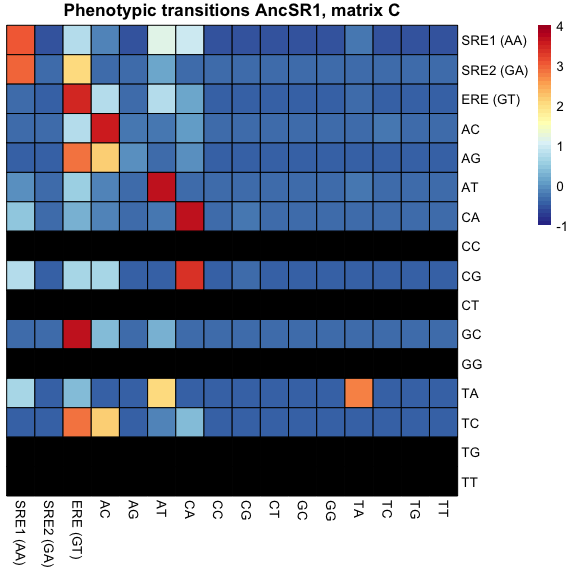 Phenotypic transitions AncSR1, matrix C
SRE1 (AA)
SRE2 (GA)
ERE (GT)
AC
AG
AT
CA
CC
CG
CT
GC
GG
TA
TC
TG
TT
SRE1 (AA)
SRE2 (GA)
ERE (GT)
AC
AG
AT
CA
CC
CG
CT
GC
GG
TA
TC
TG
TT
4
3
2
1
0
-1